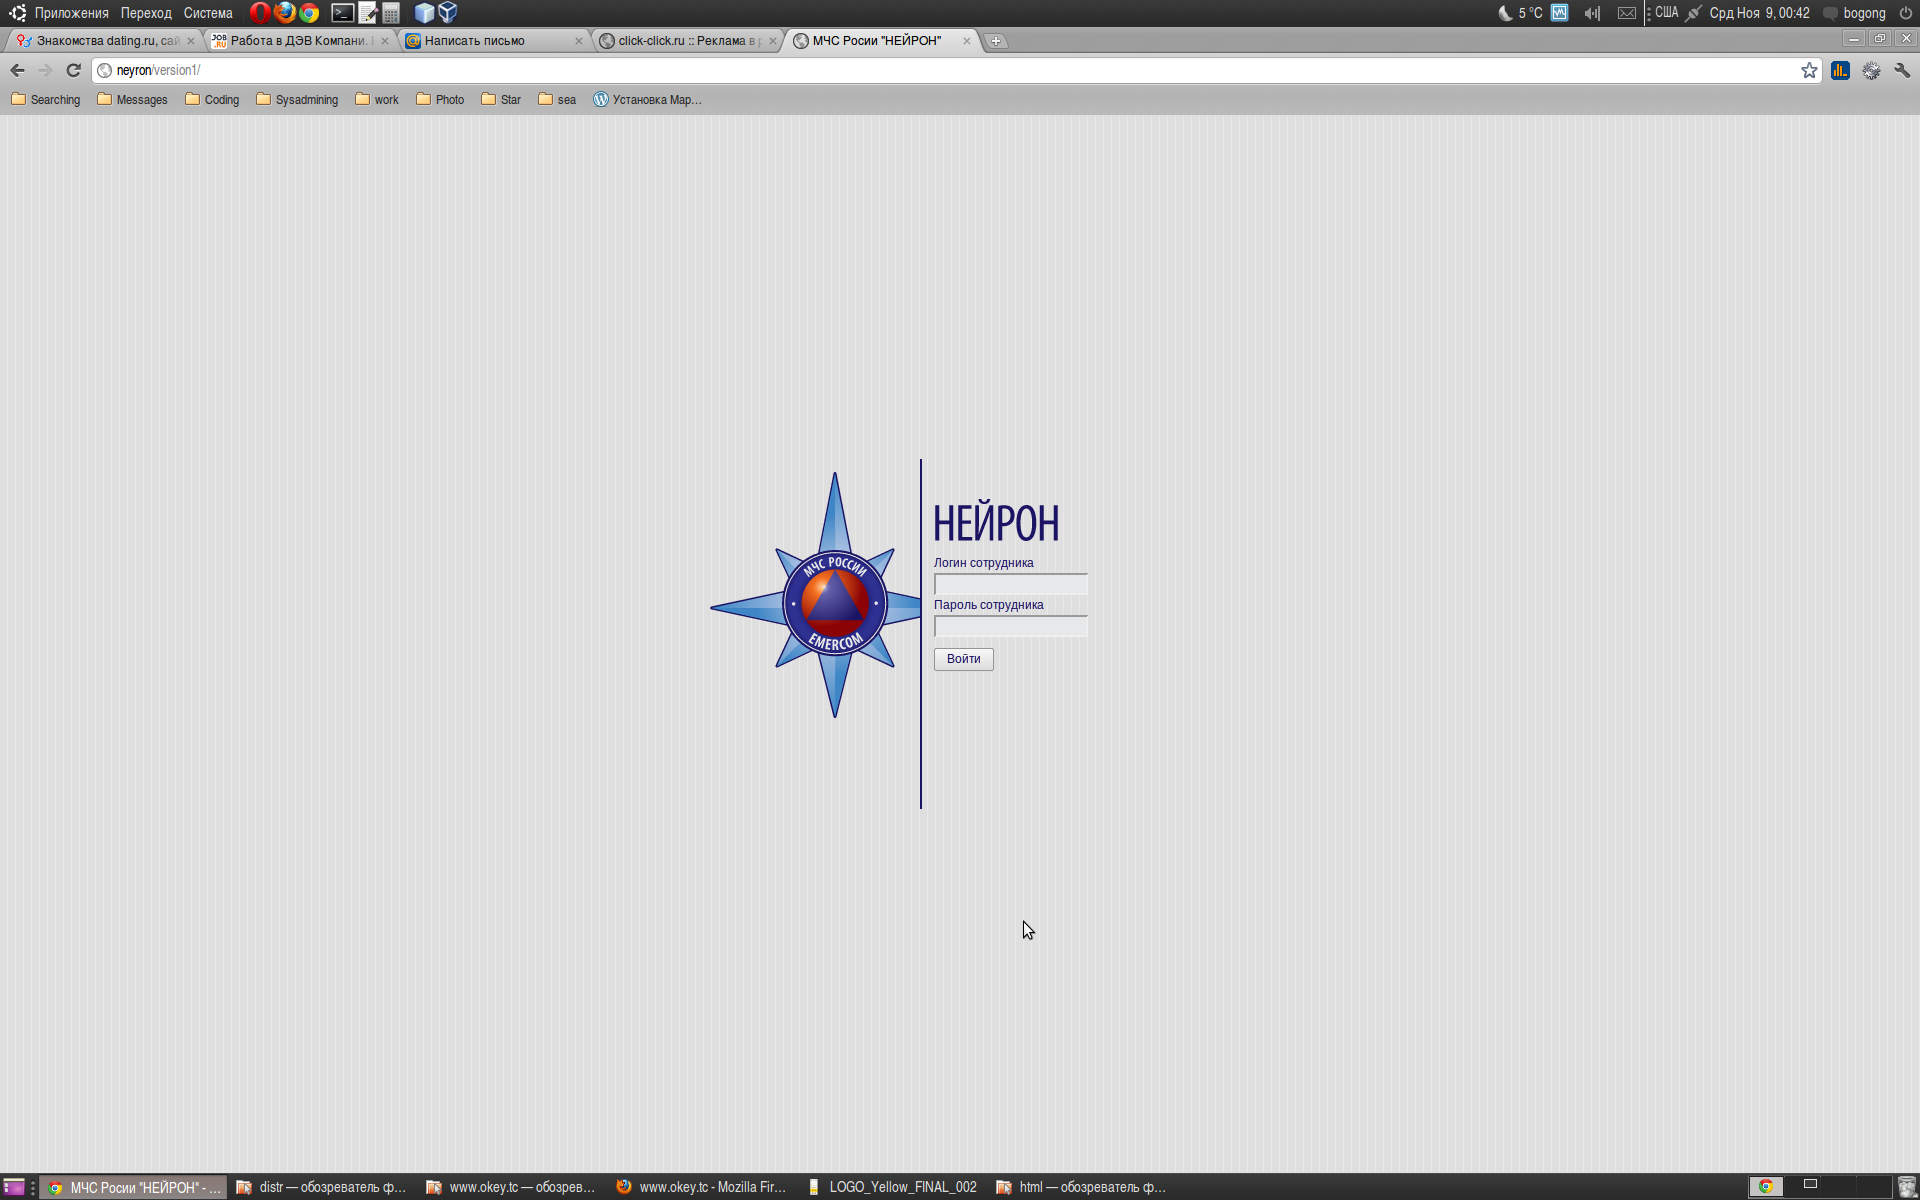 Приложения Переход Система 5 °C США Срд Ноя 9, 00:42 bogong
Знакомства dating.ru, сай Работа в ДЭВ Компани. Написать письмо click-click.ru :: Реклама в р МЧС Росии "НЕЙРОН"
neyron/version1/
Searching Messages Coding Sysadmining work Photo Star sea Установка Мар...
МЧС РОССИИ
EMERCOM
НЕЙРОН
Логин сотрудника
Пароль сотрудника
Войти
МЧС Росии "НЕЙРОН" - ... distr — обозреватель ф... www.okey.tc — обозрев... www.okey.tc - Mozilla Fir... LOGO_Yellow_FINAL_002 html — обозреватель ф...